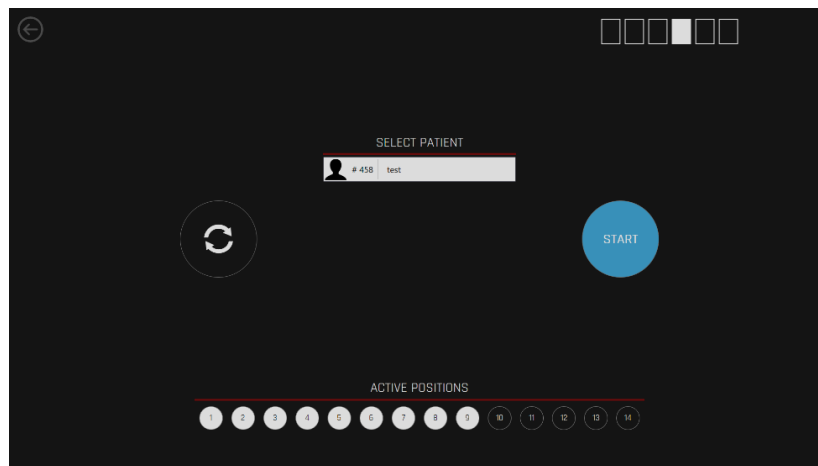 SELECT PATIENT
# 458 test
START
ACTIVE POSITIONS
1 2 3 4 5 6 7 8 9 10 11 12 13 14